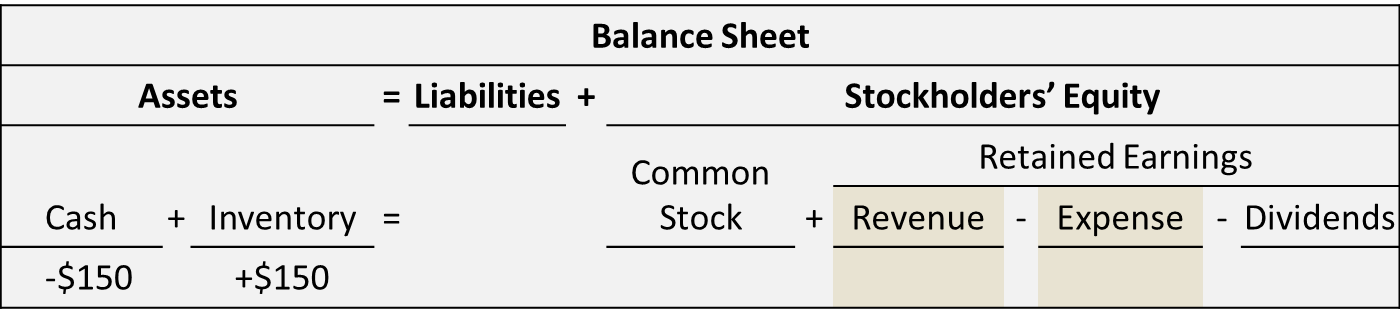 Balance Sheet
Assets = Liabilities + Stockholders’ Equity
Retained Earnings
Common
Cash + Inventory = Stock + Revenue - Expense - Dividends
-$150 +$150